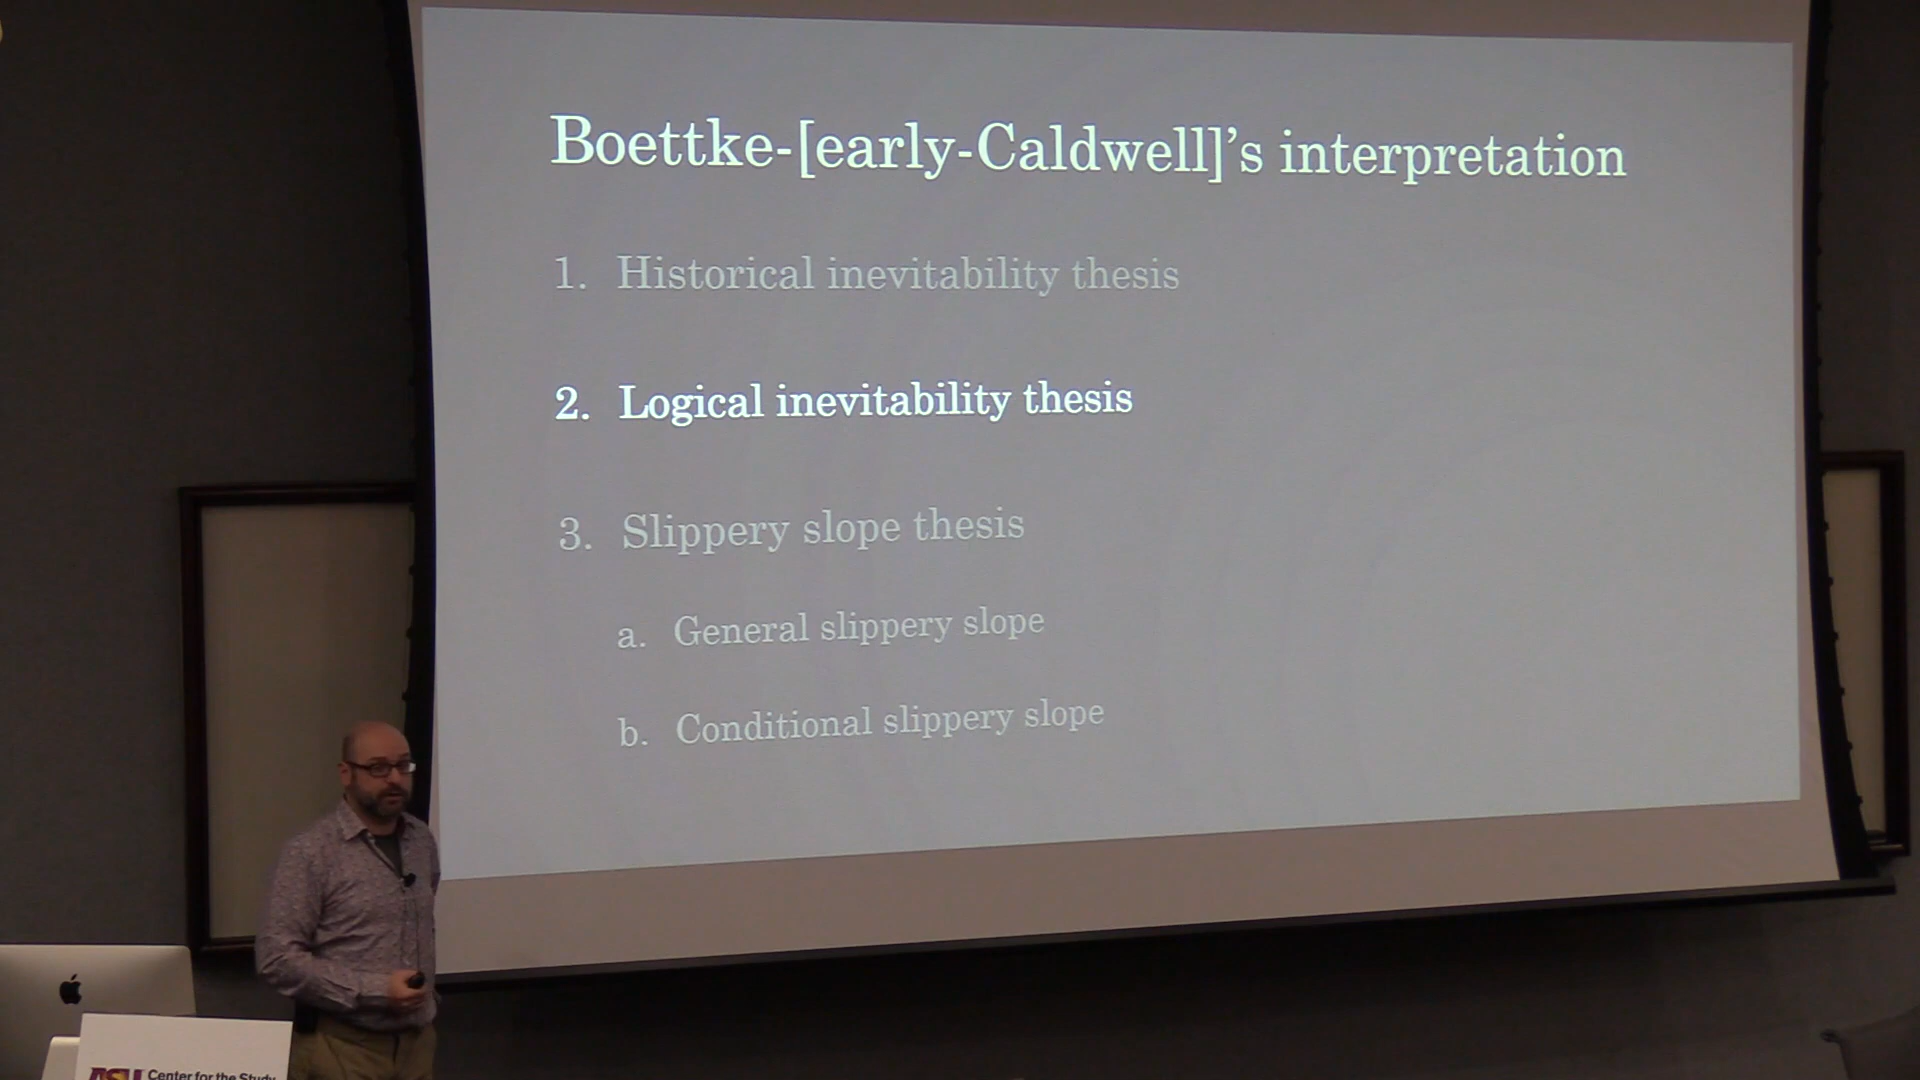 Boettke-[early-Caldwell]’s interpretation
1. Historical inevitability thesis
2. Logical inevitability thesis
3. Slippery slope thesis
a. General slippery slope
b. Conditional slippery slope
ASU Center for the Study